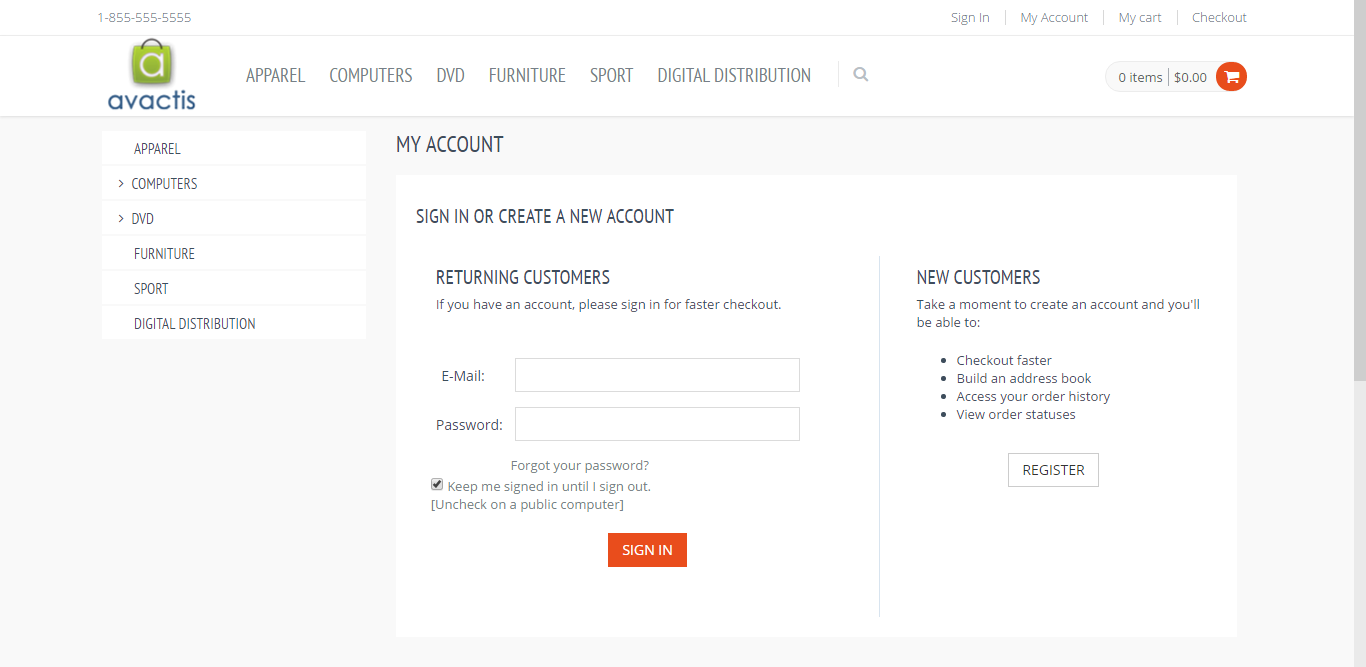 1-855-555-5555
Sign In
My Account
My cart
Checkout
a
avactis
APPAREL
COMPUTERS
DVD
FURNITURE
SPORT
DIGITAL DISTRIBUTION
0 items
$0.00
APPAREL
COMPUTERS
DVD
FURNITURE
SPORT
DIGITAL DISTRIBUTION
MY ACCOUNT
SIGN IN OR CREATE A NEW ACCOUNT
RETURNING CUSTOMERS
If you have an account, please sign in for faster checkout.
E-Mail:
Password:
Forgot your password?
Keep me signed in until I sign out.
[Uncheck on a public computer]
SIGN IN
NEW CUSTOMERS
Take a moment to create an account and you'll
be able to:
Checkout faster
Build an address book
Access your order history
View order statuses
REGISTER